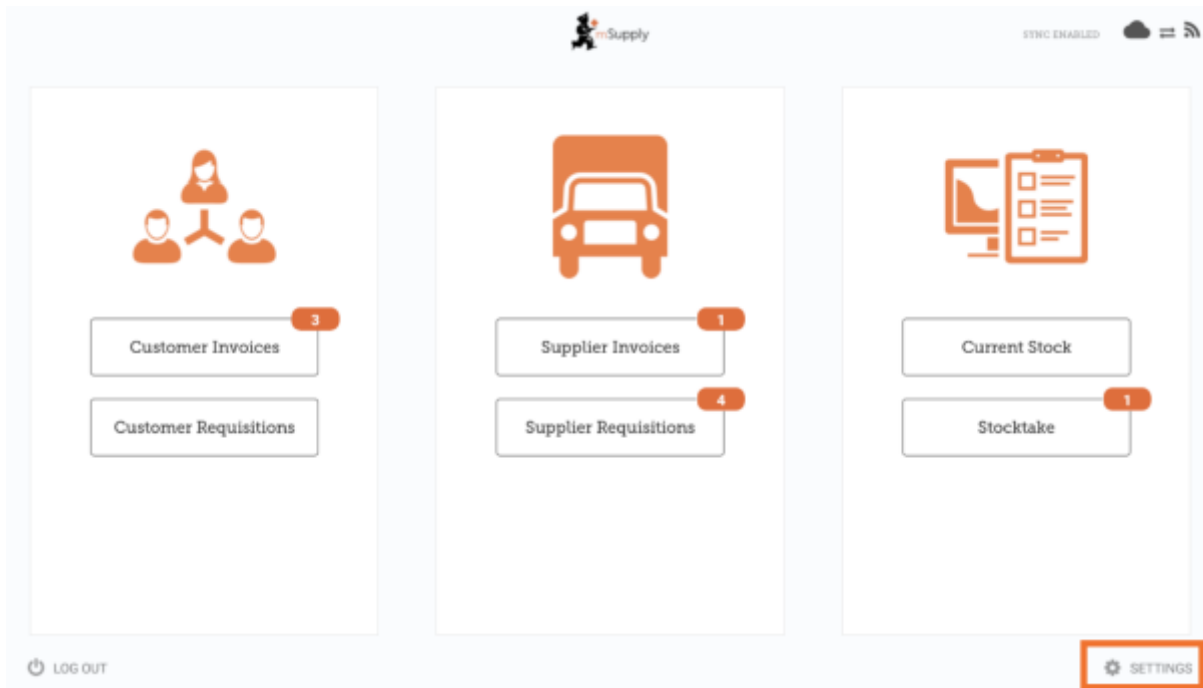 mSupply
SYNC ENABLED
3
Customer Invoices
Customer Requisitions
1
Supplier Invoices
4
Supplier Requisitions
Current Stock
1
Stocktake
LOG OUT
SETTINGS